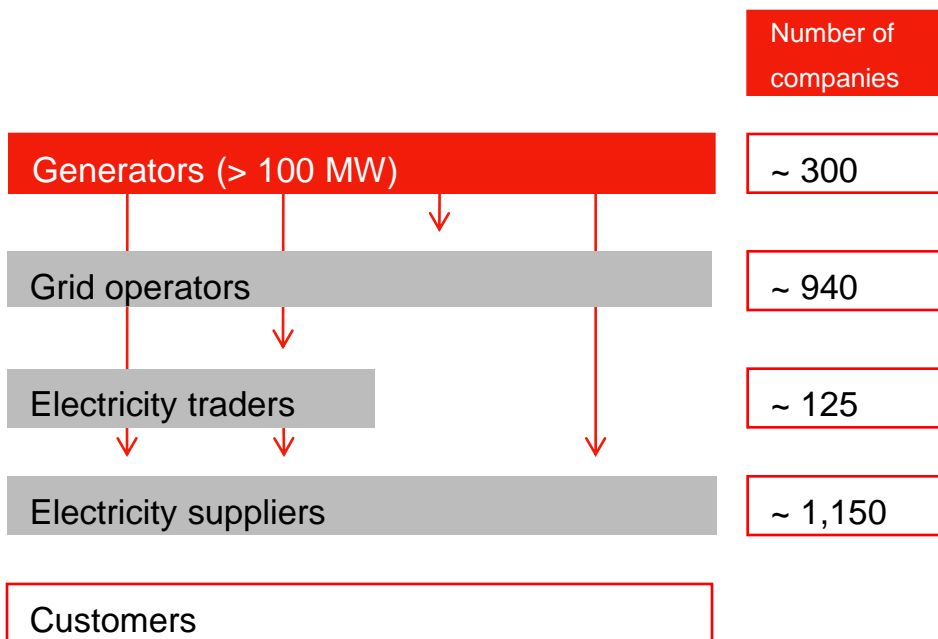 Number of
companies
Generators (> 100 MW)
~ 300
Grid operators
~ 940
Electricity traders
~ 125
Electricity suppliers
~ 1,150
Customers